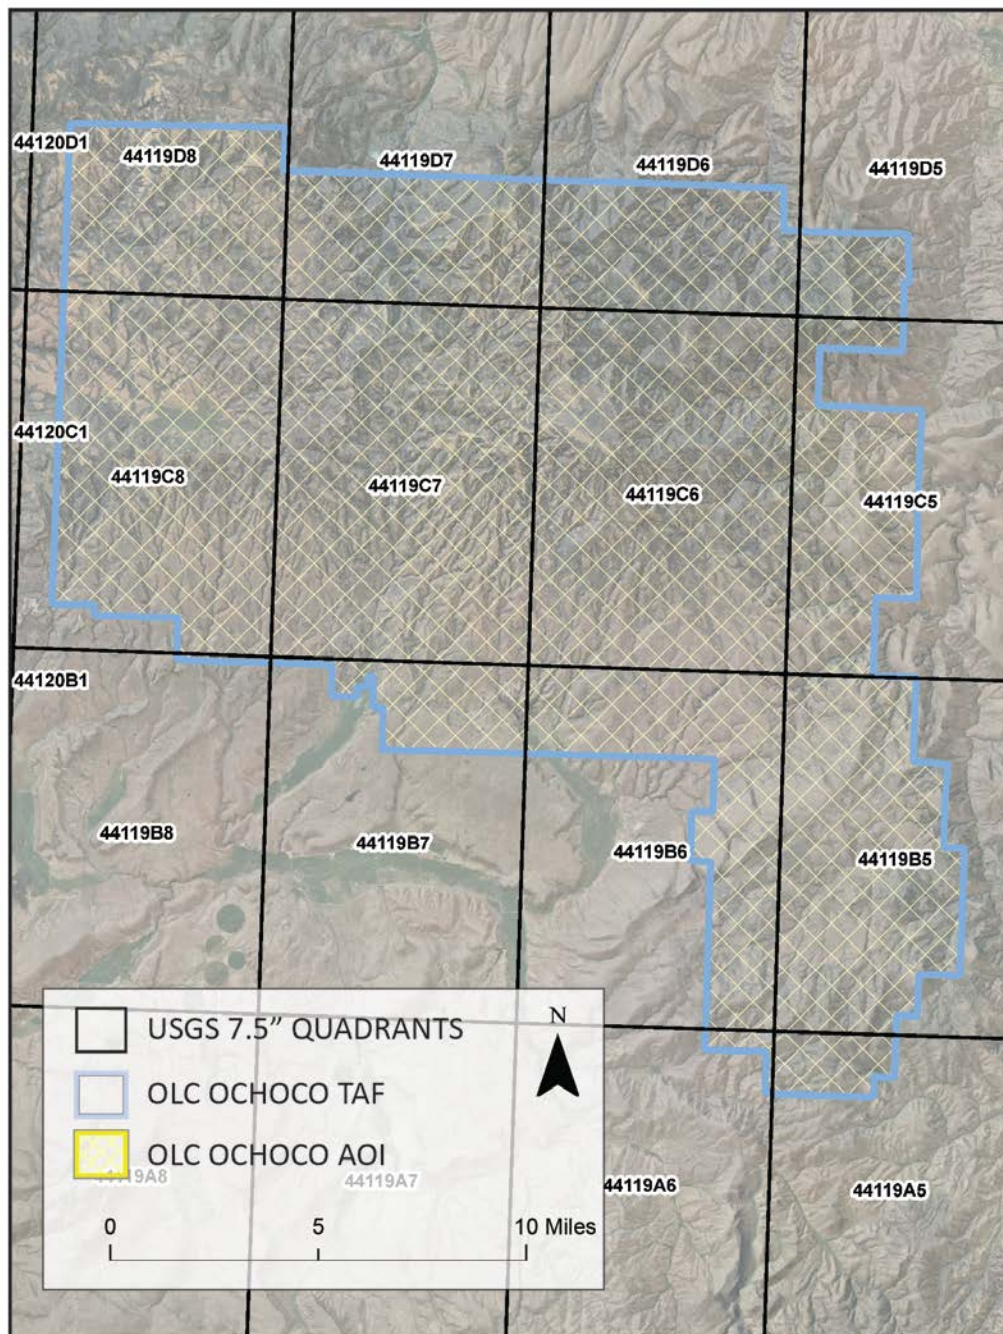 44120D1
44119D8
44119D7
44119D6
44119D5
44120C1
44119C8
44119C7
44119C6
44119C5
44120B1
44119B8
44119B7
44119B6
44119B5
USGS 7.5” QUADRANTS
N
OLC OCHOCO TAF
OLC OCHOCO AOI
44119A8
44119A7
44119A6
44119A5
0 5 10 Miles